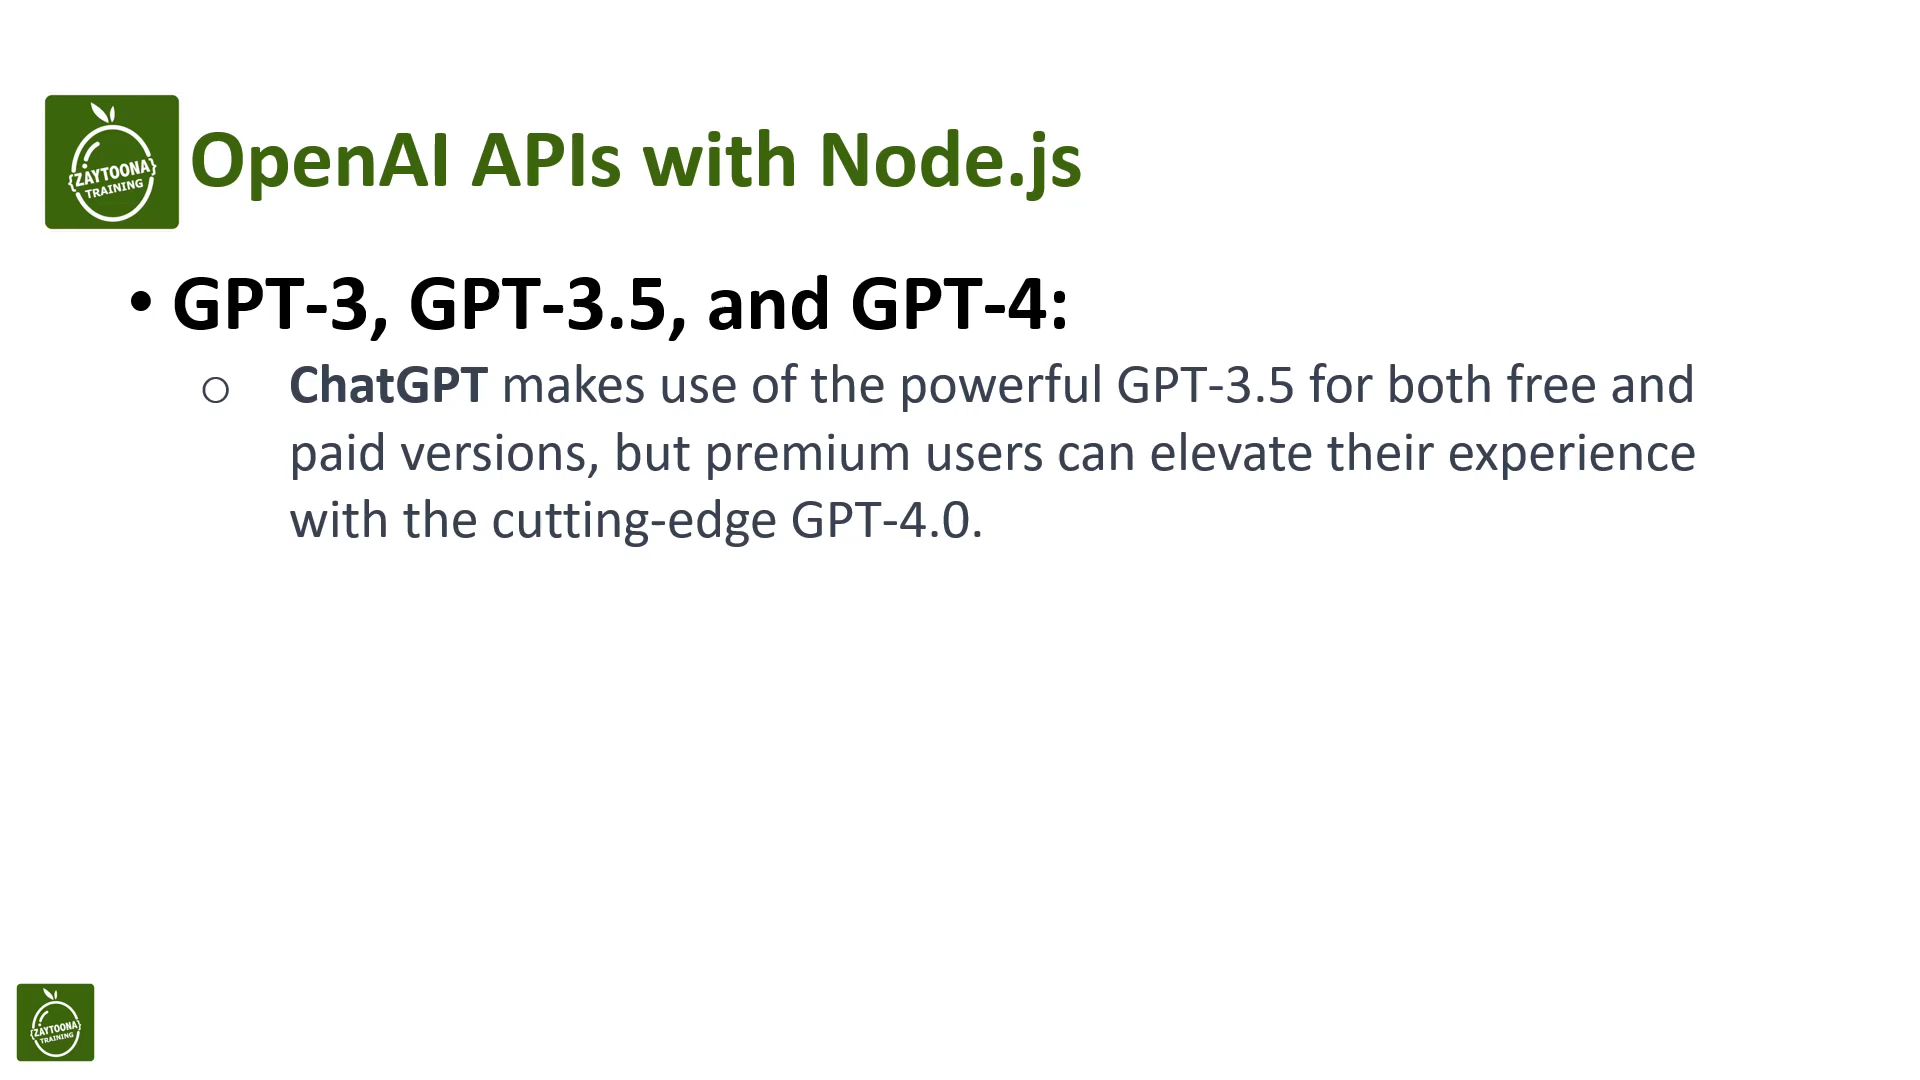 {ZAYTOONA}
TRAINING
OpenAI APIs with Node.js
• GPT-3, GPT-3.5, and GPT-4:
o ChatGPT makes use of the powerful GPT-3.5 for both free and
paid versions, but premium users can elevate their experience
with the cutting-edge GPT-4.0.
{ZAYTOONA}
TRAINING